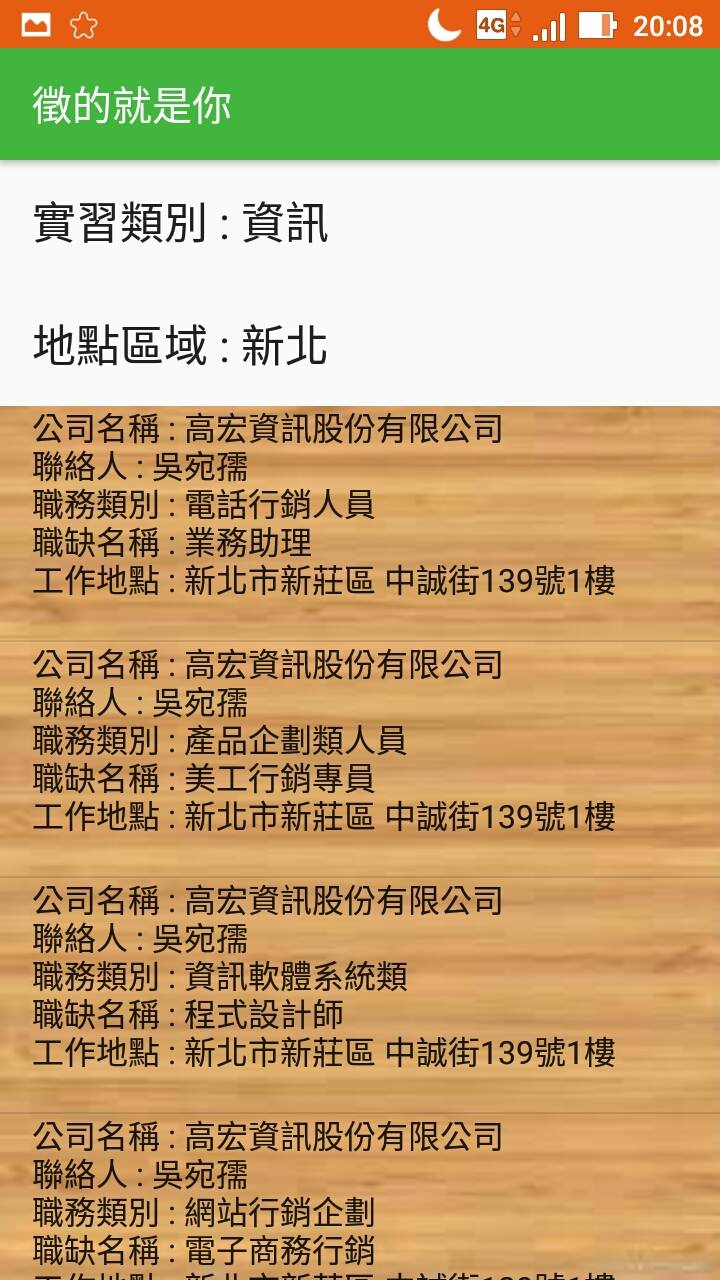 4G 20:08
徵的就是你
實習類別 : 資訊
地點區域 : 新北
公司名稱 : 高宏資訊股份有限公司
聯絡人 : 吳宛孺
職務類別 : 電話行銷人員
職缺名稱 : 業務助理
工作地點 : 新北市新莊區 中誠街139號1樓
公司名稱 : 高宏資訊股份有限公司
聯絡人 : 吳宛孺
職務類別 : 產品企劃類人員
職缺名稱 : 美工行銷專員
工作地點 : 新北市新莊區 中誠街139號1樓
公司名稱 : 高宏資訊股份有限公司
聯絡人 : 吳宛孺
職務類別 : 資訊軟體系統類
職缺名稱 : 程式設計師
工作地點 : 新北市新莊區 中誠街139號1樓
公司名稱 : 高宏資訊股份有限公司
聯絡人 : 吳宛孺
職務類別 : 網站行銷企劃
職缺名稱 : 電子商務行銷